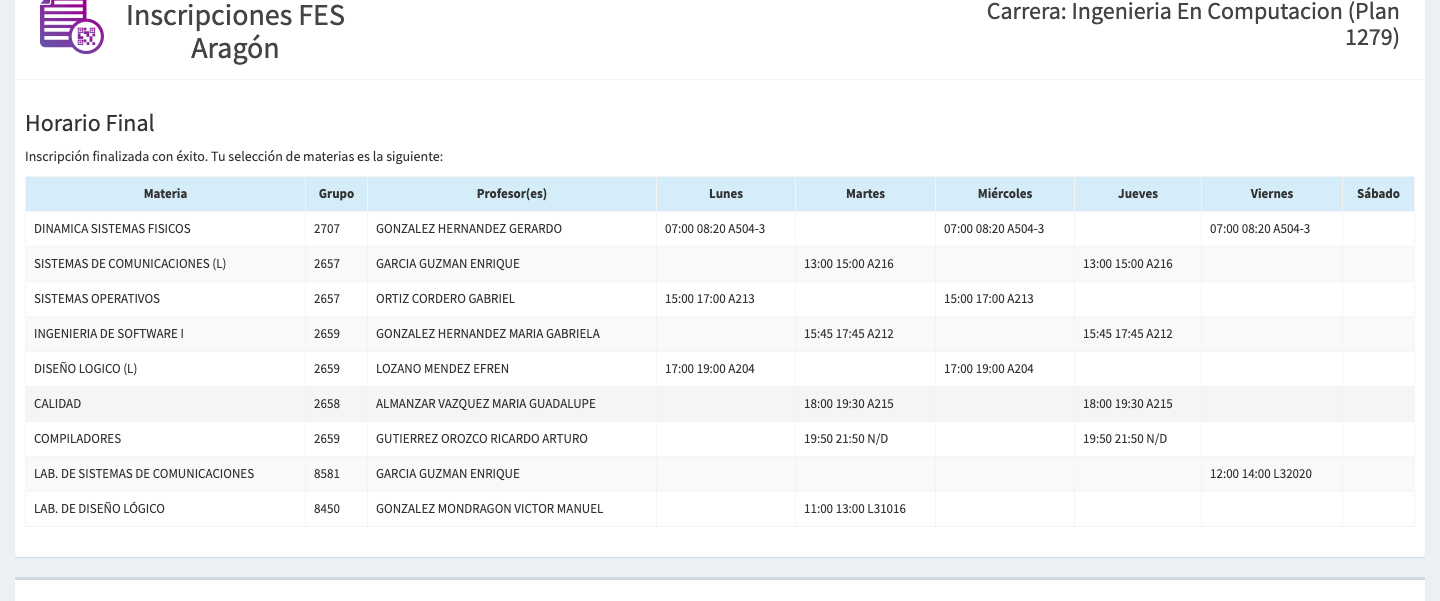 Inscripciones FES
Aragón
Carrera: Ingenieria En Computacion (Plan
1279)
Horario Final
Inscripción finalizada con éxito. Tu selección de materias es la siguiente:
Materia Grupo Profesor(es) Lunes Martes Miércoles Jueves Viernes Sábado
DINAMICA SISTEMAS FISICOS 2707 GONZALEZ HERNANDEZ GERARDO 07:00 08:20 A504-3 07:00 08:20 A504-3 07:00 08:20 A504-3
SISTEMAS DE COMUNICACIONES (L) 2657 GARCIA GUZMAN ENRIQUE 13:00 15:00 A216 13:00 15:00 A216
SISTEMAS OPERATIVOS 2657 ORTIZ CORDERO GABRIEL 15:00 17:00 A213 15:00 17:00 A213
INGENIERIA DE SOFTWARE I 2659 GONZALEZ HERNANDEZ MARIA GABRIELA 15:45 17:45 A212 15:45 17:45 A212
DISEÑO LOGICO (L) 2659 LOZANO MENDEZ EFREN 17:00 19:00 A204 17:00 19:00 A204
CALIDAD 2658 ALMANZAR VAZQUEZ MARIA GUADALUPE 18:00 19:30 A215 18:00 19:30 A215
COMPILADORES 2659 GUTIERREZ OROZCO RICARDO ARTURO 19:50 21:50 N/D 19:50 21:50 N/D
LAB. DE SISTEMAS DE COMUNICACIONES 8581 GARCIA GUZMAN ENRIQUE 12:00 14:00 L32020
LAB. DE DISEÑO LÓGICO 8450 GONZALEZ MONDRAGON VICTOR MANUEL 11:00 13:00 L31016